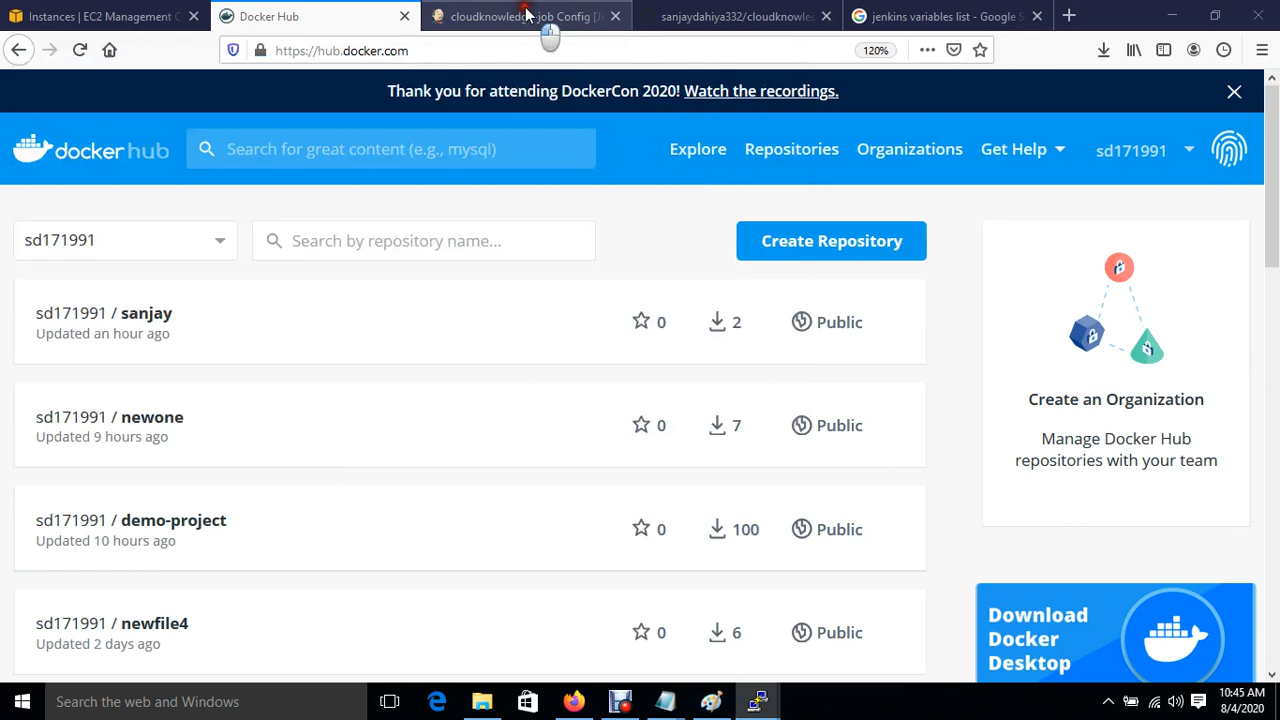 Instances | EC2 Management C
Docker Hub
cloudknowledge-job Config [J
sanjaydahiya332/cloudknowle
jenkins variables list - Google S
https://hub.docker.com
120%
Thank you for attending DockerCon 2020! Watch the recordings.
docker hub
Search for great content (e.g., mysql)
Explore
Repositories
Organizations
Get Help
sd171991
sd171991
Search by repository name...
Create Repository
sd171991 / sanjay
Updated an hour ago
0
2
Public
sd171991 / newone
Updated 9 hours ago
0
7
Public
sd171991 / demo-project
Updated 10 hours ago
0
100
Public
sd171991 / newfile4
Updated 2 days ago
0
6
Public
Create an Organization
Manage Docker Hub
repositories with your team
Download
Docker
Desktop
Search the web and Windows
10:45 AM
8/4/2020